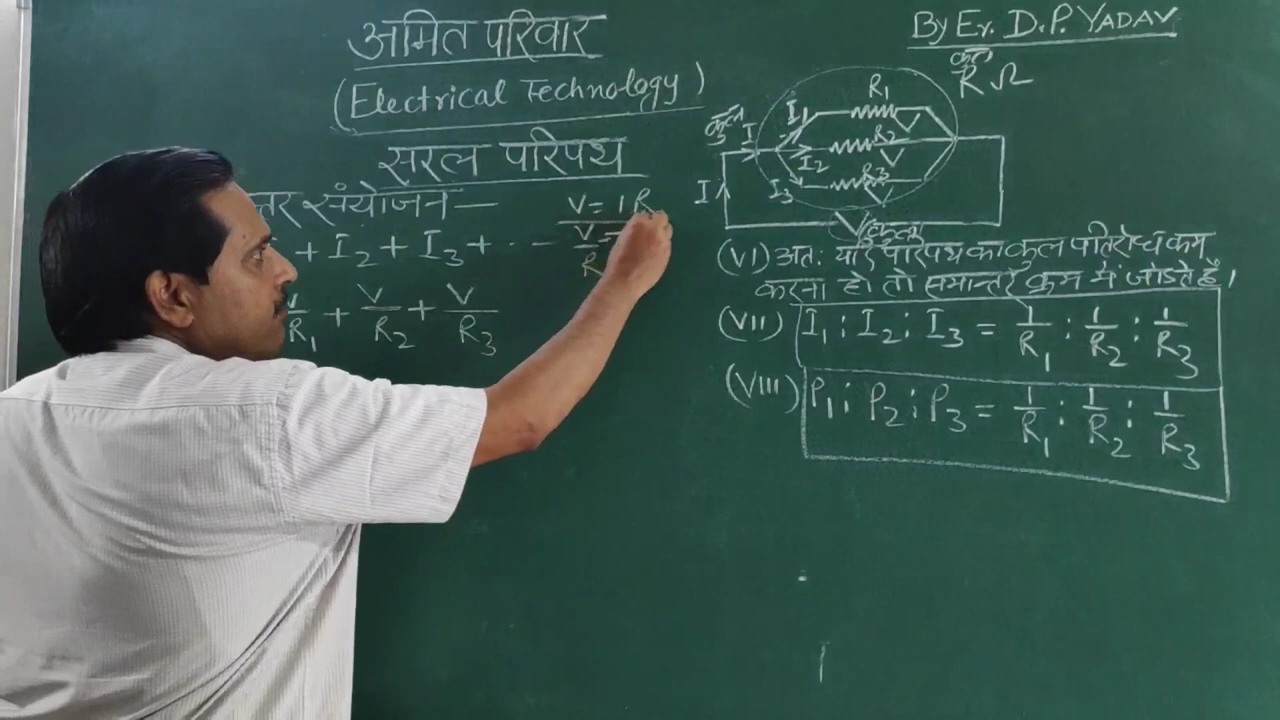 अमित परिवार
(Electrical Technology)
सरल परिपथ
न्तर संयोजन—
+ I2 + I3 + ...–
V/R1 + V/R2 + V/R3
V = I R
V/R =
By Er. D.P. YADAV
कुल
R Ω
R1
I1
V
कुल
I
R2
I2
V
I
R3
I3
V
V कुल
(VI) अतः यदि परिपथ का कुल प्रतिरोध कम
करना हो तो समान्तर क्रम में जोडते हैं।
(VII) I1 : I2 : I3 = 1/R1 : 1/R2 : 1/R3
(VIII) P1 : P2 : P3 = 1/R1 : 1/R2 : 1/R3